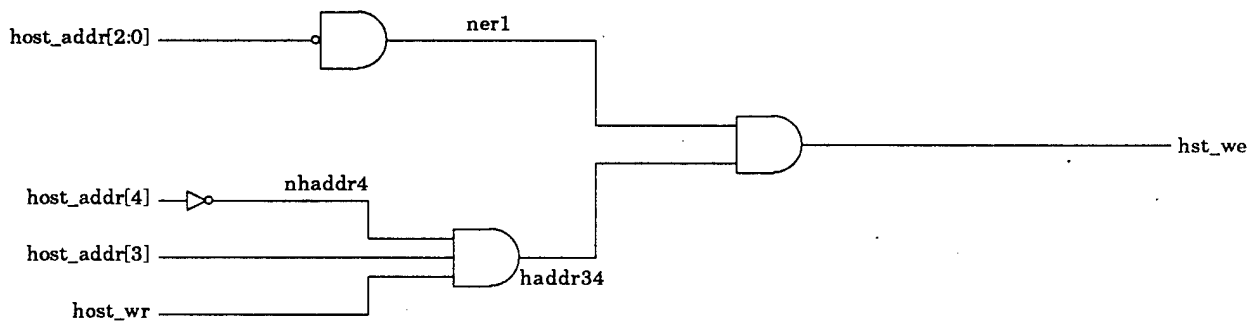 ner1
host_addr[2:0]
hst_we
nhaddr4
host_addr[4]
host_addr[3]
haddr34
host_wr